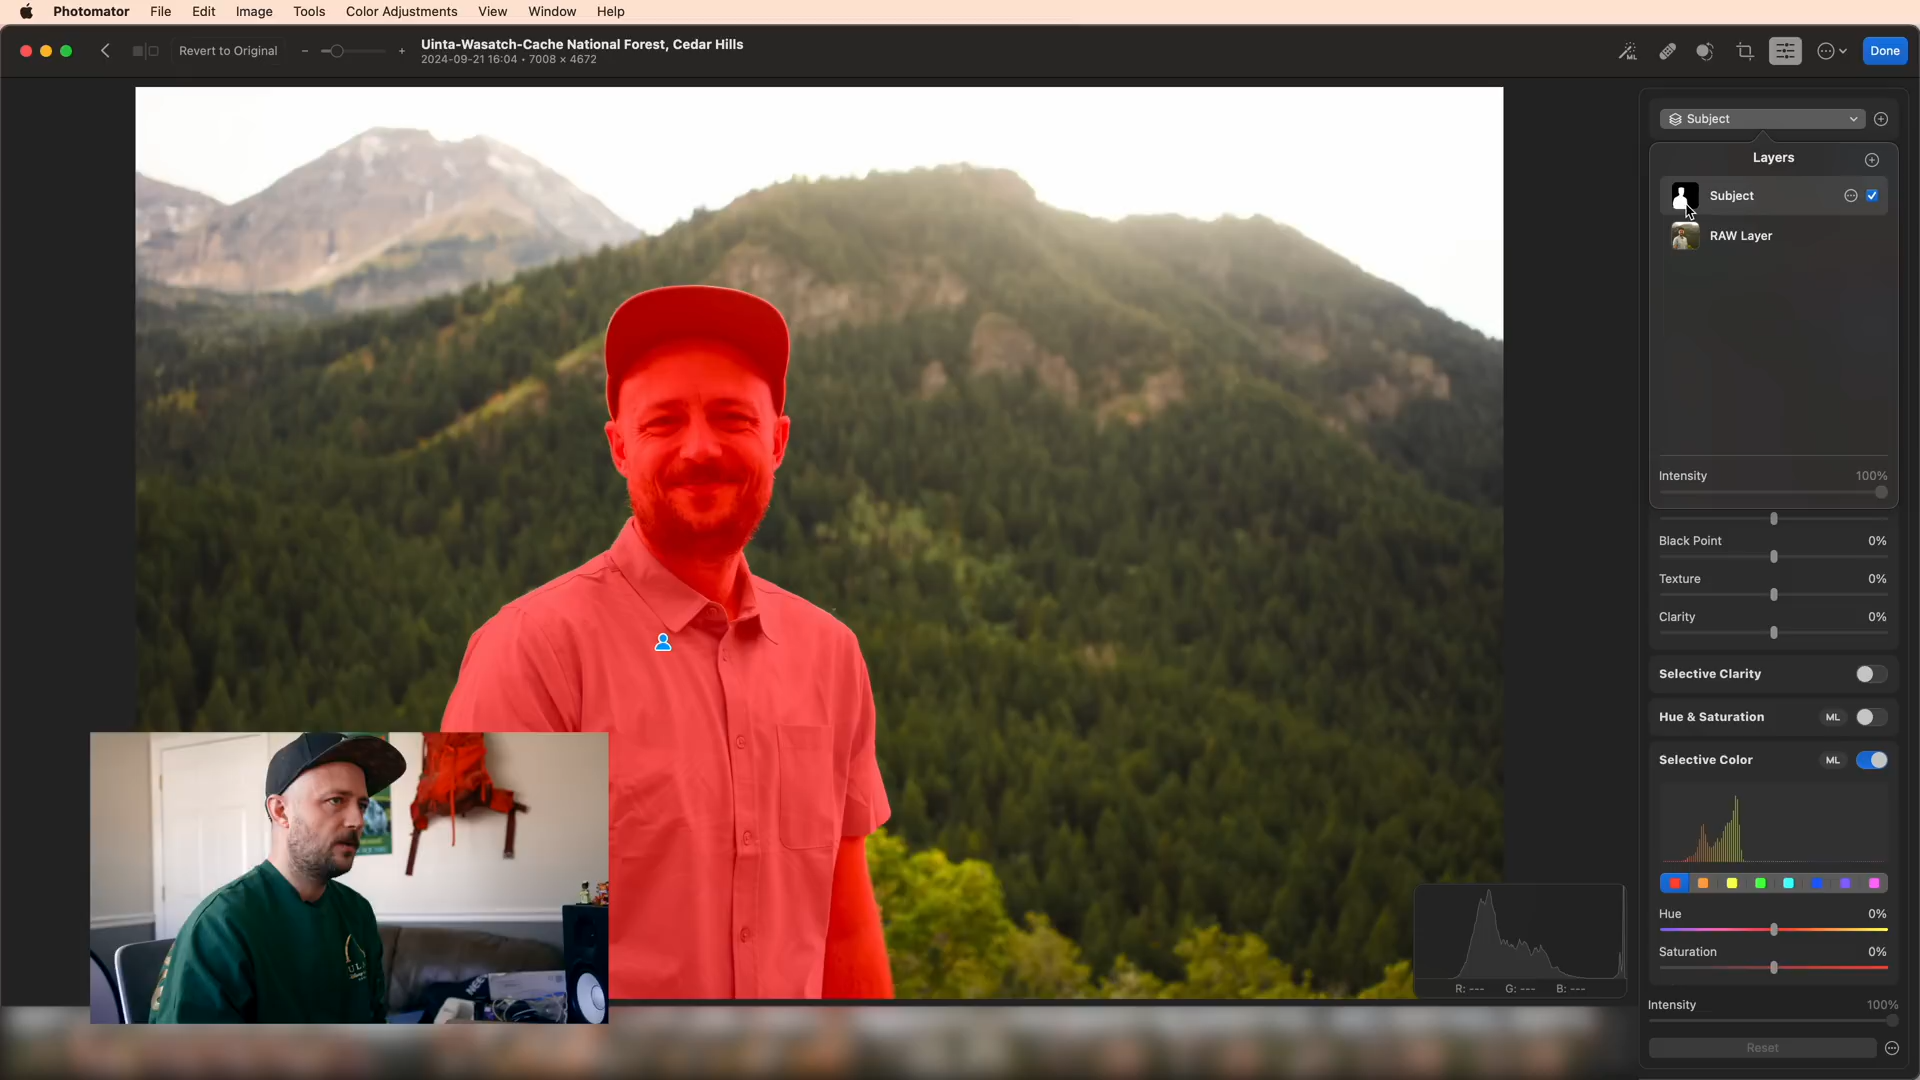 Photomator File Edit Image Tools Color Adjustments View Window Help
Revert to Original
Uinta-Wasatch-Cache National Forest, Cedar Hills
2024-09-21 16:04 • 7008 × 4672
ML
Done
Subject
Layers
Subject
RAW Layer
Intensity 100%
Black Point 0%
Texture 0%
Clarity 0%
Selective Clarity
Hue & Saturation ML
Selective Color ML
Hue 0%
Saturation 0%
R: --- G: --- B: ---
Intensity 100%
Reset